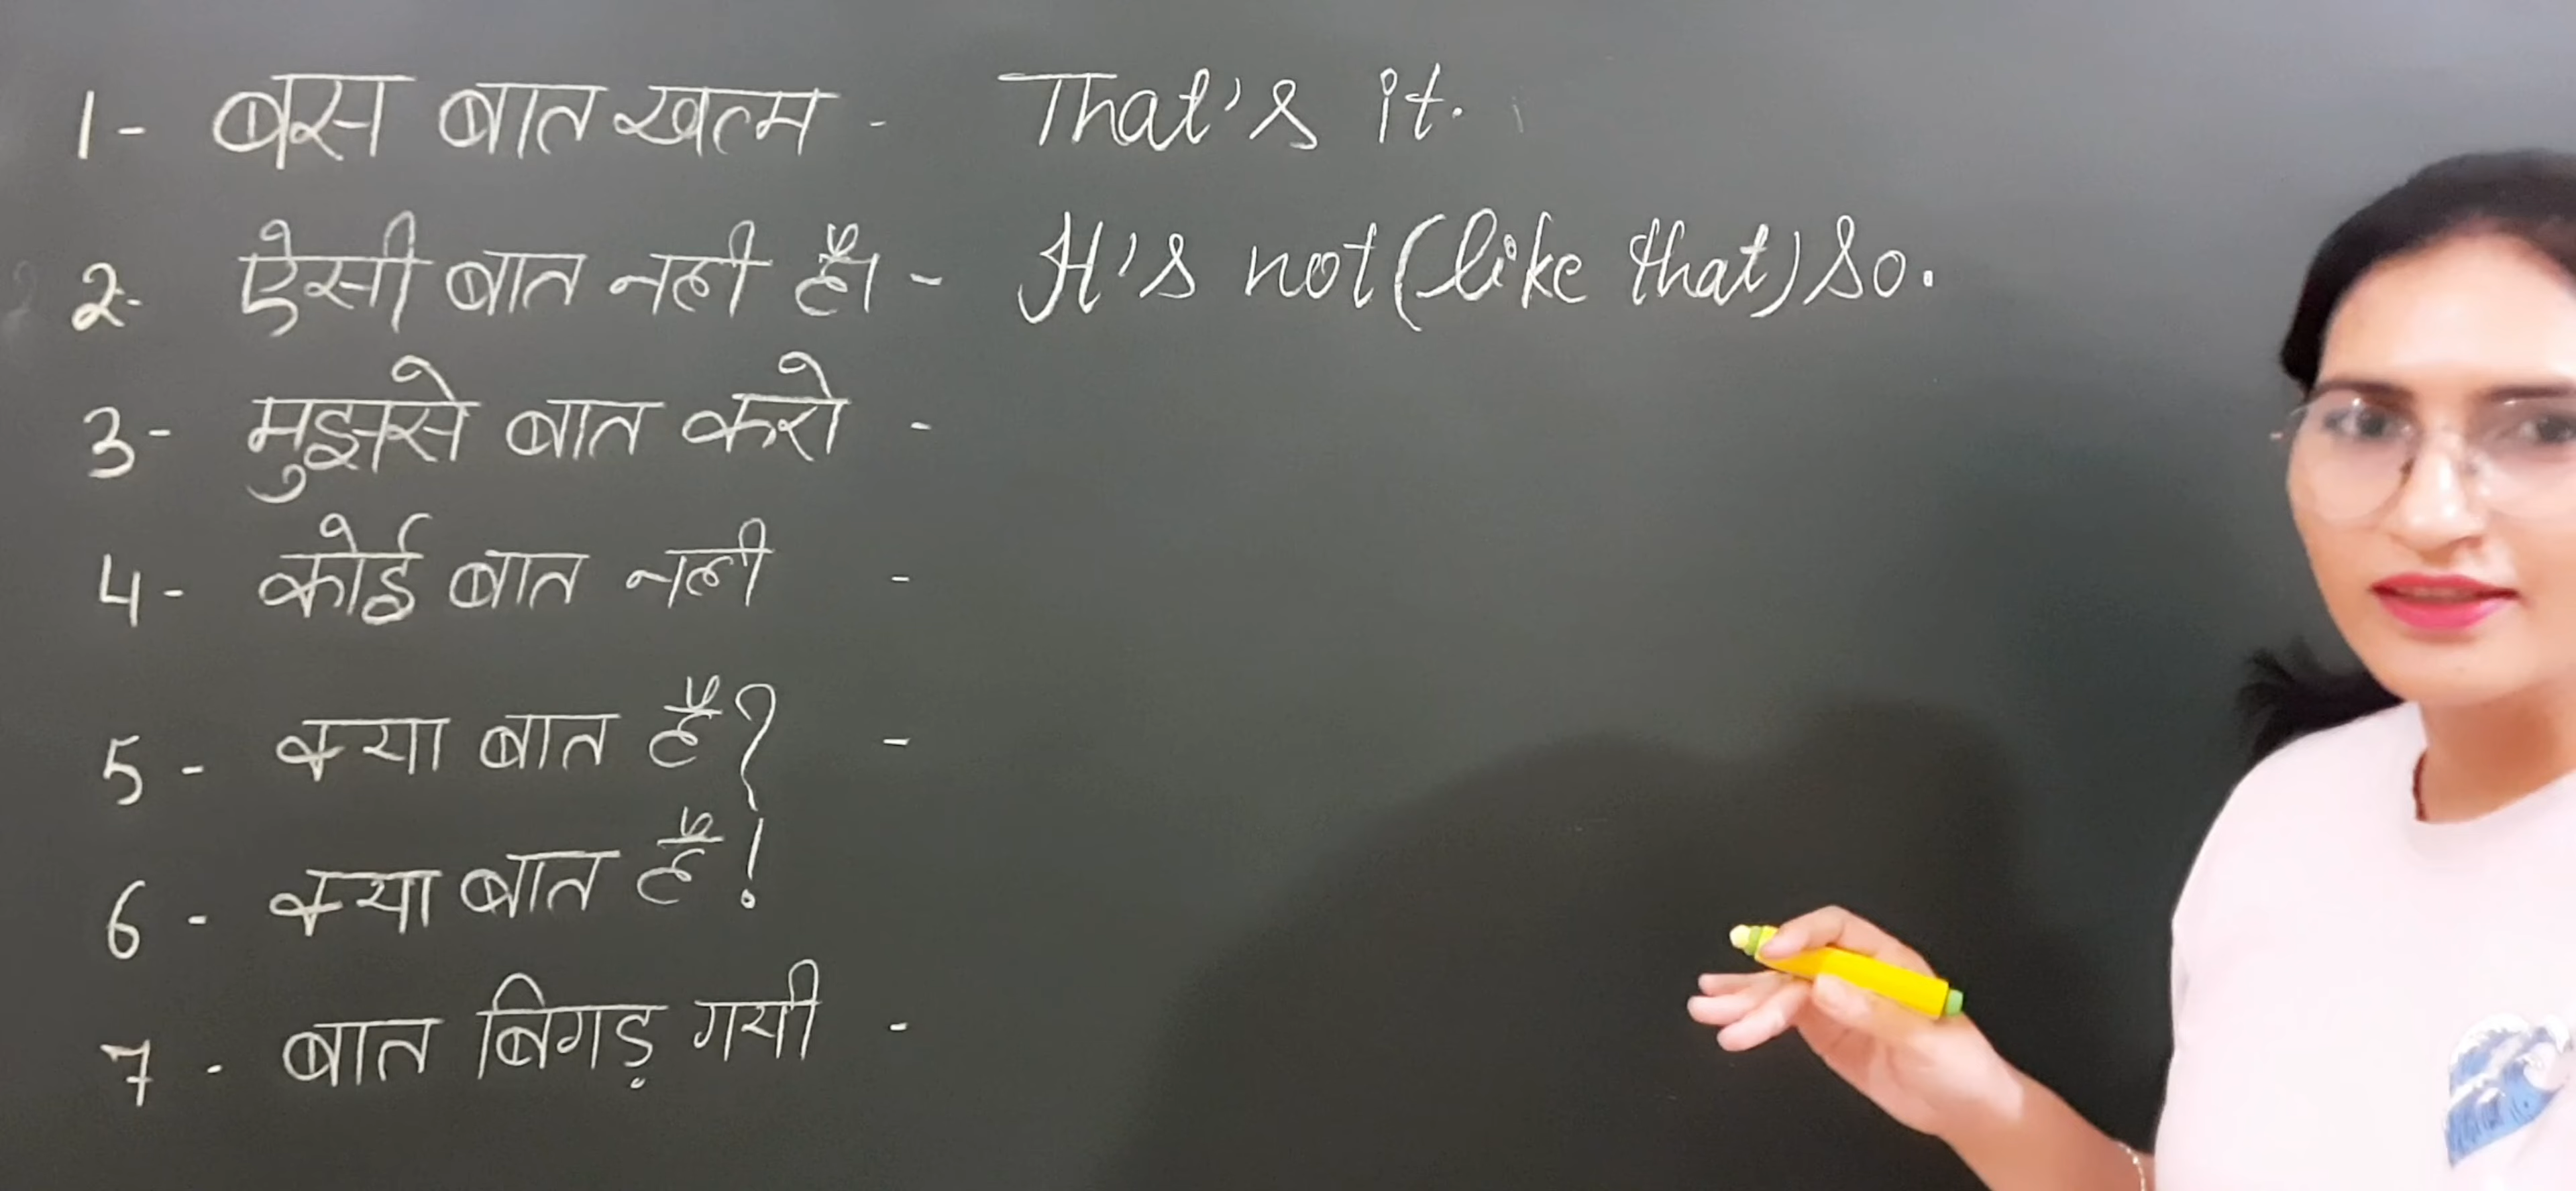 1- बस बात खत्म - That's it.
2- ऐसी बात नही है। - It's not (like that) so.
3- मुझसे बात करो -
4- कोई बात नही -
5- क्या बात है? -
6- क्या बात है!
7- बात बिगड़ गयी -